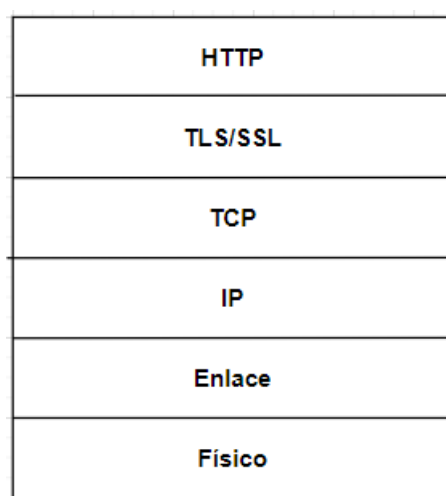 HTTP
TLS/SSL
TCP
IP
Enlace
Físico